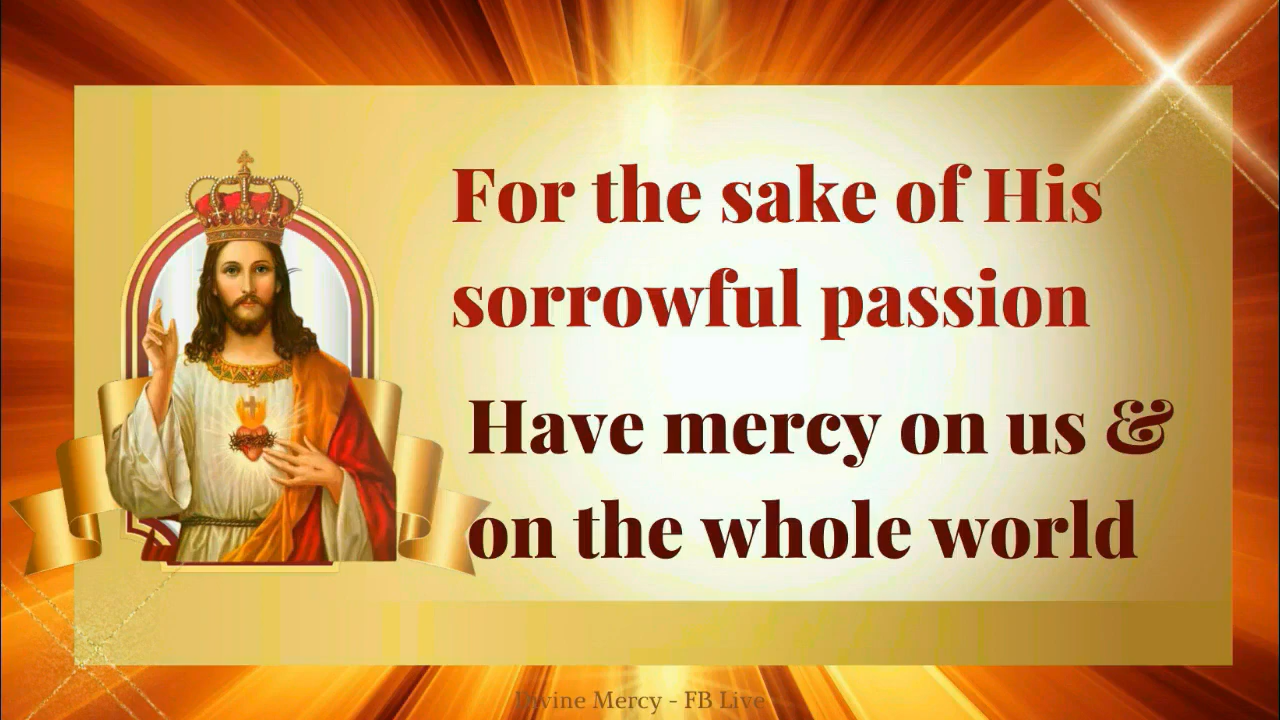 For the sake of His
sorrowful passion
Have mercy on us &
on the whole world
Divine Mercy - FB Live